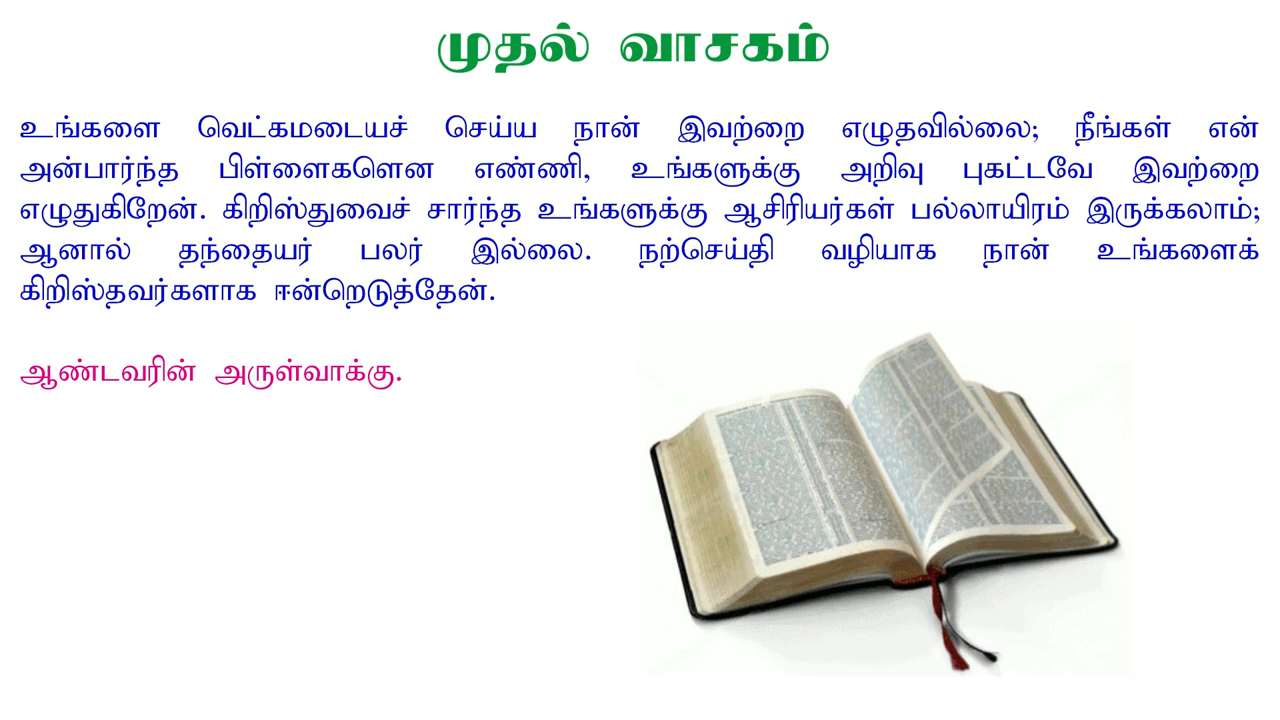 முதல் வாசகம்
உங்களை வெட்கமடையச் செய்ய நான் இவற்றை எழுதவில்லை; நீங்கள் என்
அன்பார்ந்த பிள்ளைகளென எண்ணி, உங்களுக்கு அறிவு புகட்டவே இவற்றை
எழுதுகிறேன். கிறிஸ்துவைச் சார்ந்த உங்களுக்கு ஆசிரியர்கள் பல்லாயிரம் இருக்கலாம்;
ஆனால் தந்தையர் பலர் இல்லை. நற்செய்தி வழியாக நான் உங்களைக்
கிறிஸ்தவர்களாக ஈன்றெடுத்தேன்.
ஆண்டவரின் அருள்வாக்கு.